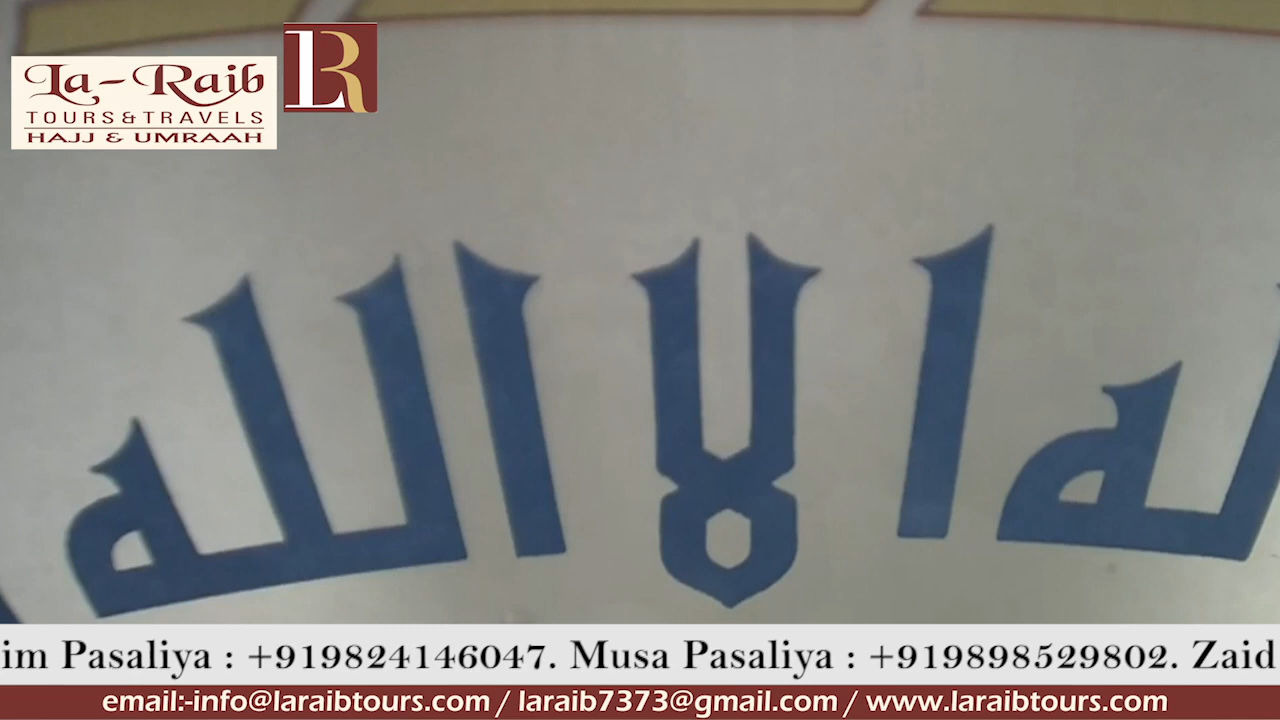 La-Raib
TOURS & TRAVELS
HAJJ & UMRAAH
LR
له الا الله
im Pasaliya : +919824146047. Musa Pasaliya : +919898529802. Zaid
email:-info@laraibtours.com / laraib7373@gmail.com / www.laraibtours.com